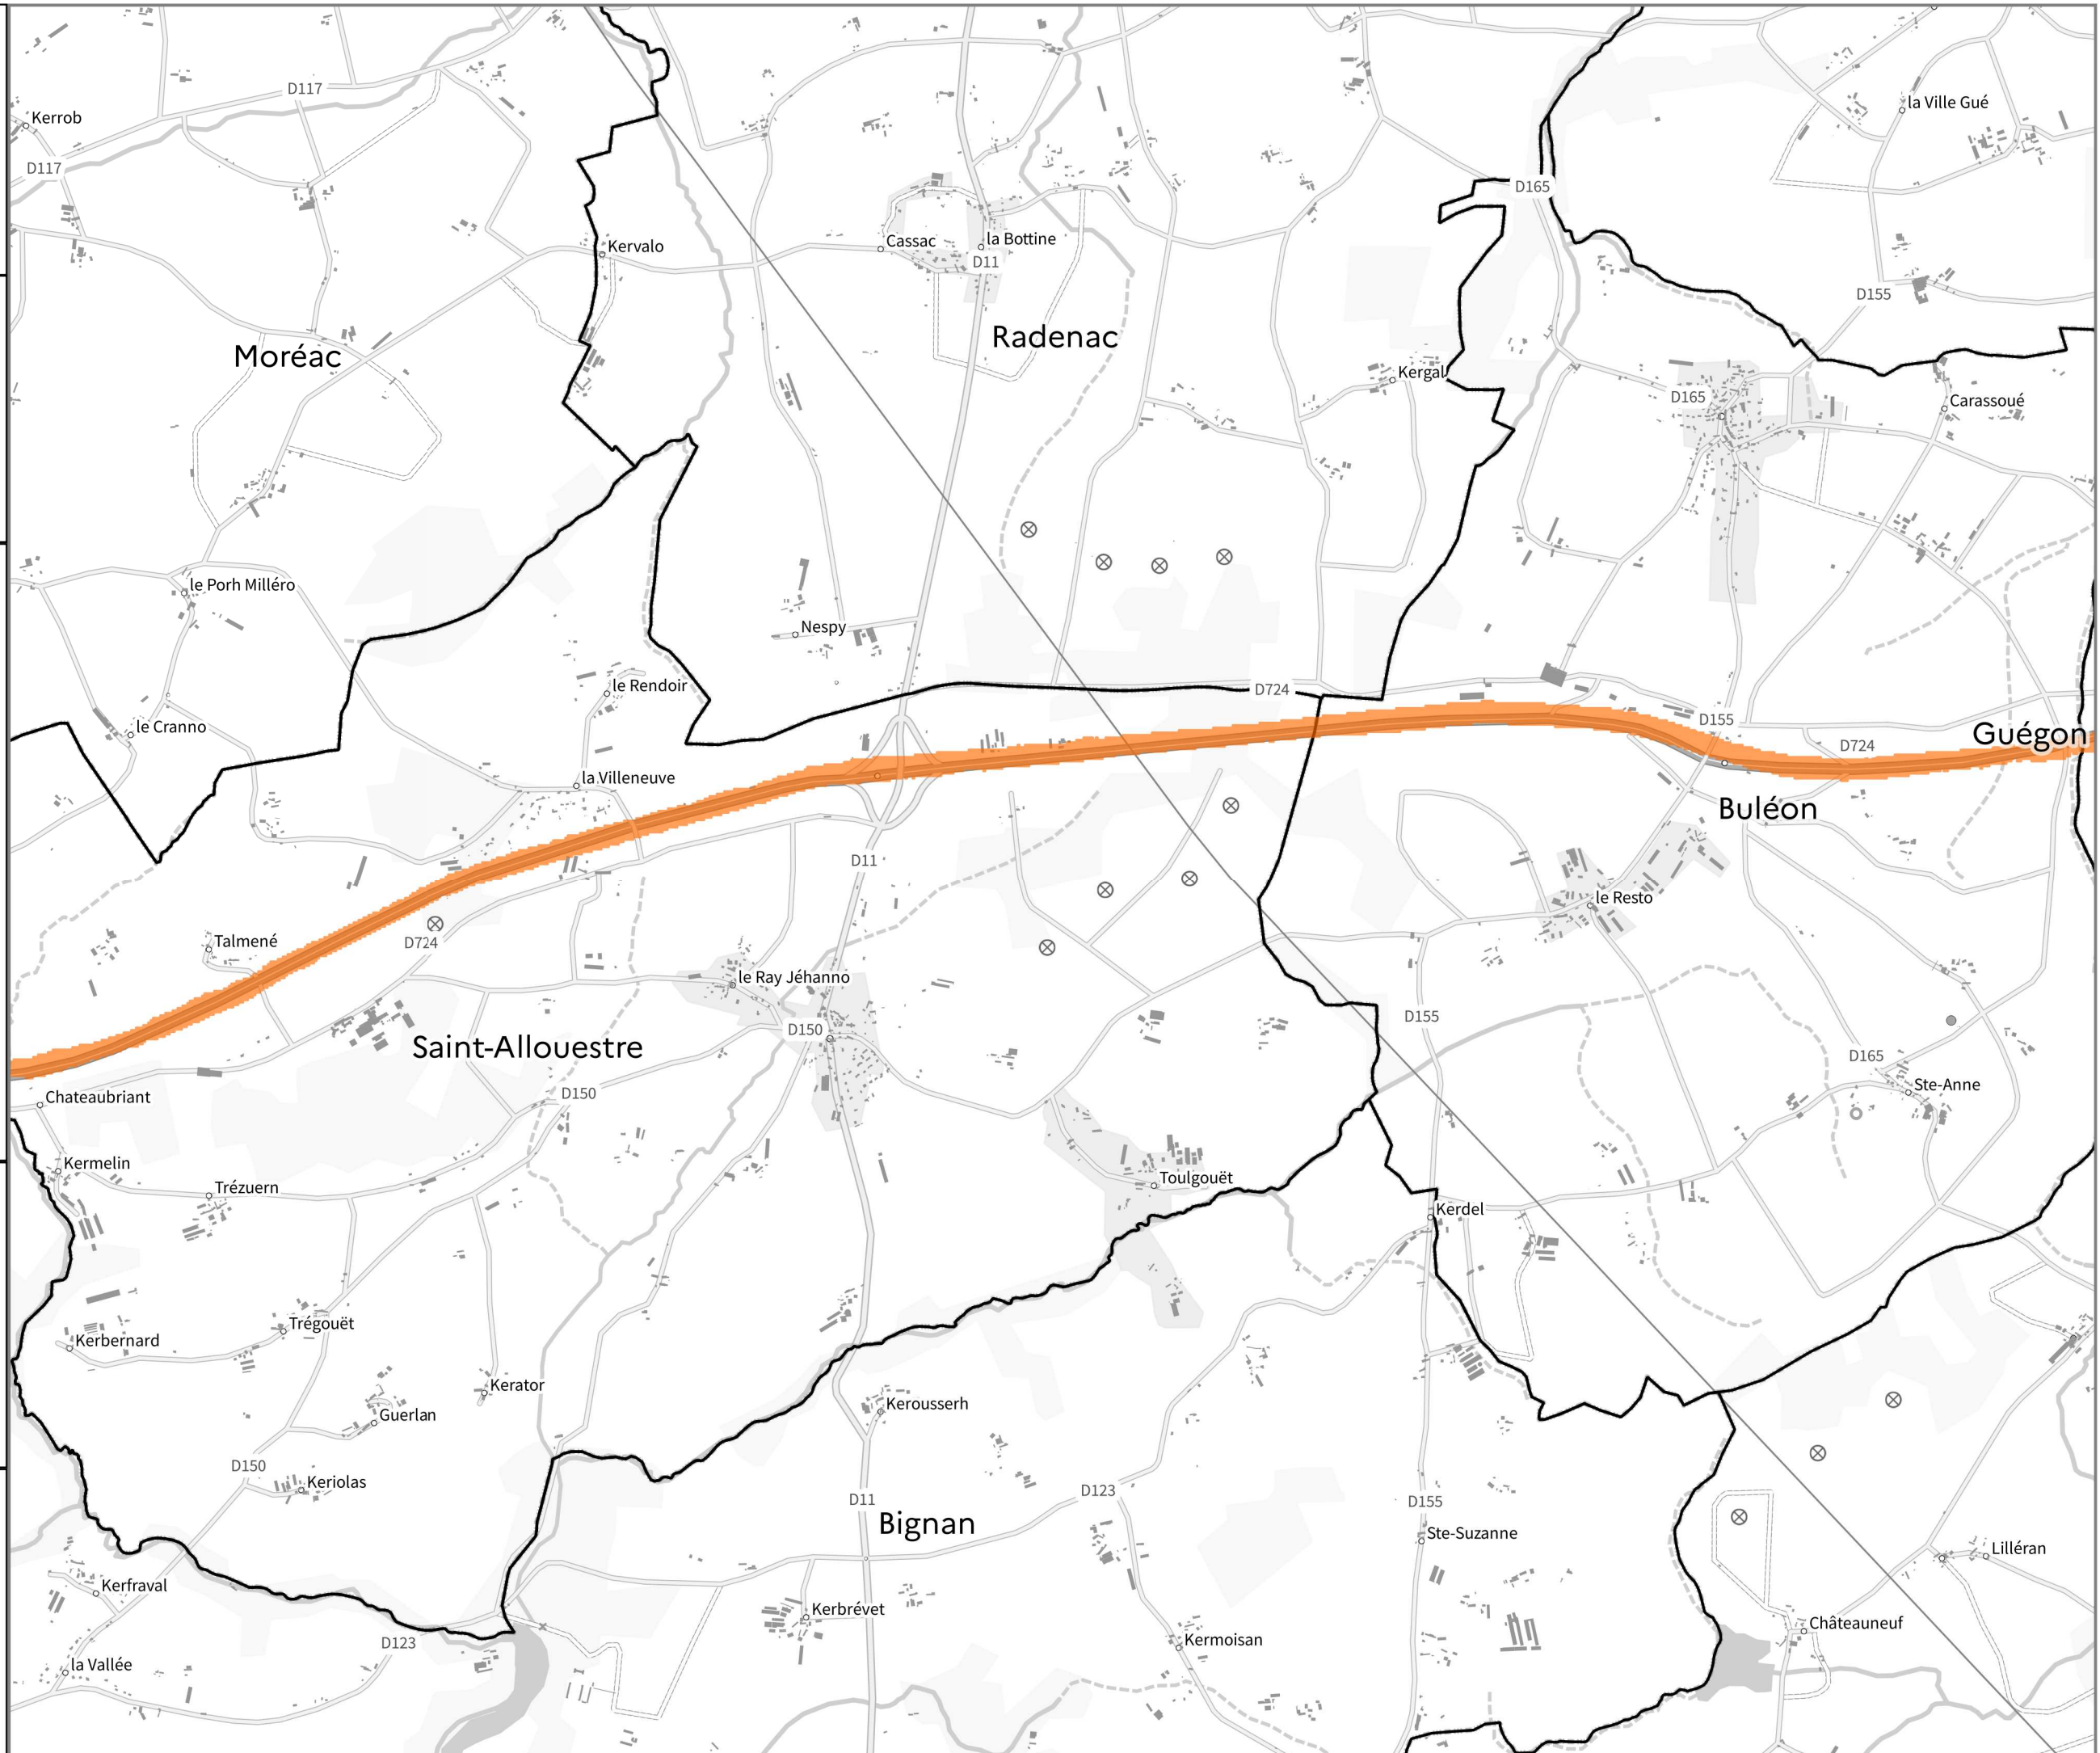 la Ville Gué
D117
Kerrob
D117
D165
Cassac
la Bottine
Kervalo
D11
D155
Radenac
Moréac
Kergal
D165
Carassoué
le Porh Milléro
Nespy
le Rendoir
D724
le Cranno
D155
Guégon
D724
la Villeneuve
Buléon
D11
le Resto
Talmené
D724
le Ray Jéhanno
D155
D150
Saint-Allouestre
D165
Ste-Anne
Chateaubriant
D150
Kermelin
Toulgouët
Trézuern
Kerdel
Trégouët
Kerbernard
Kerator
Kerousserh
Guerlan
D150
Keriolas
D123
D11
D155
Bignan
Ste-Suzanne
Lilléran
Kerfraval
Kerbrévet
Châteauneuf
D123
Kermoisan
la Vallée